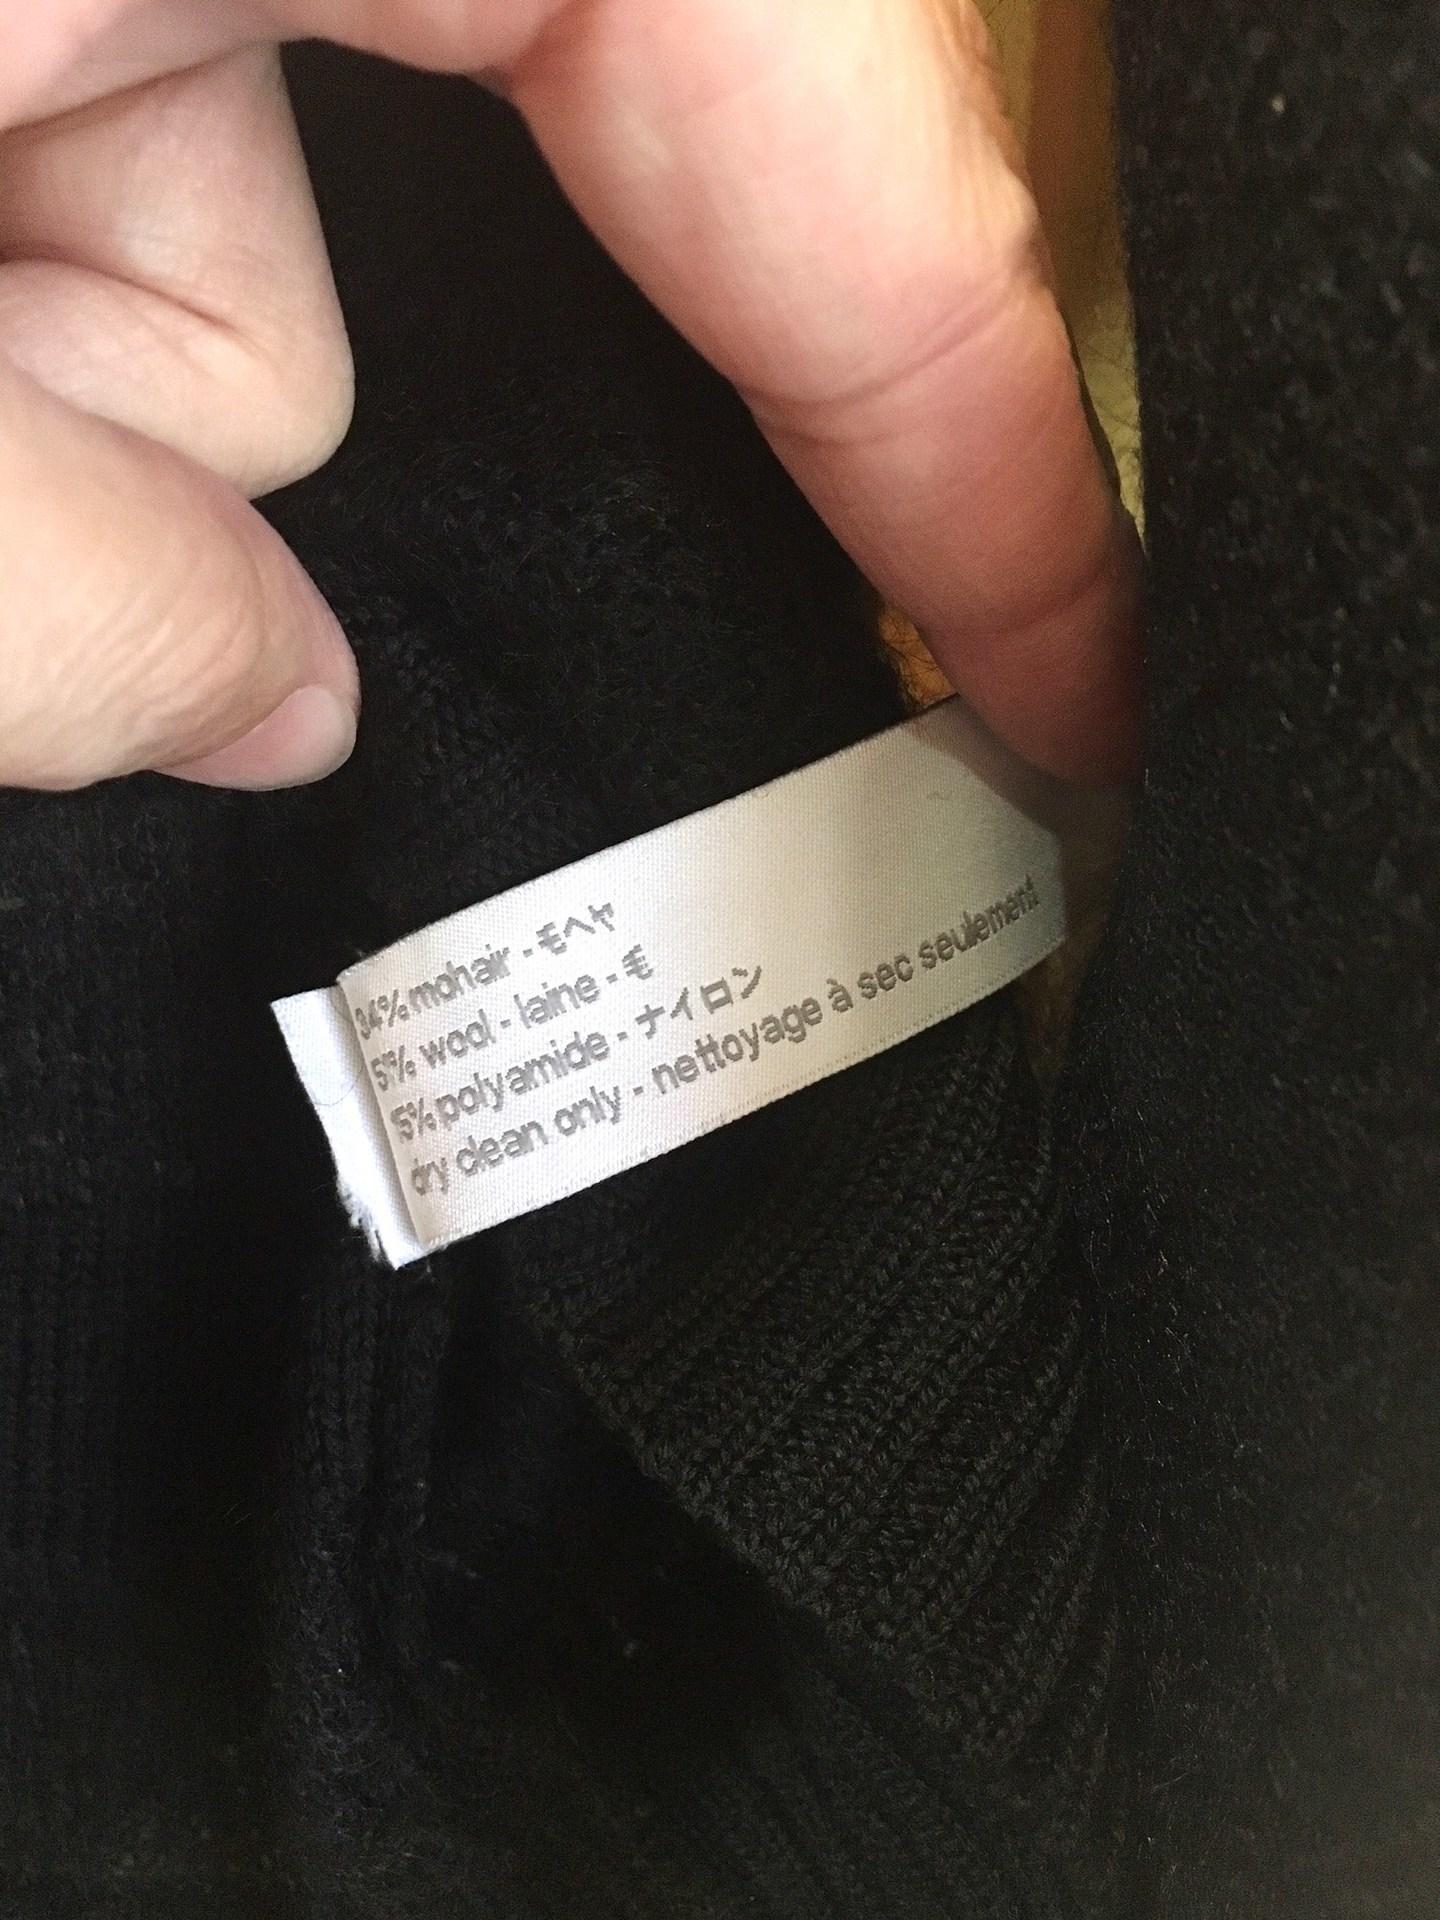 34% mohair - モヘヤ
51% wool - laine - 毛
15% polyamide - ナイロン
dry clean only - nettoyage à sec seulement